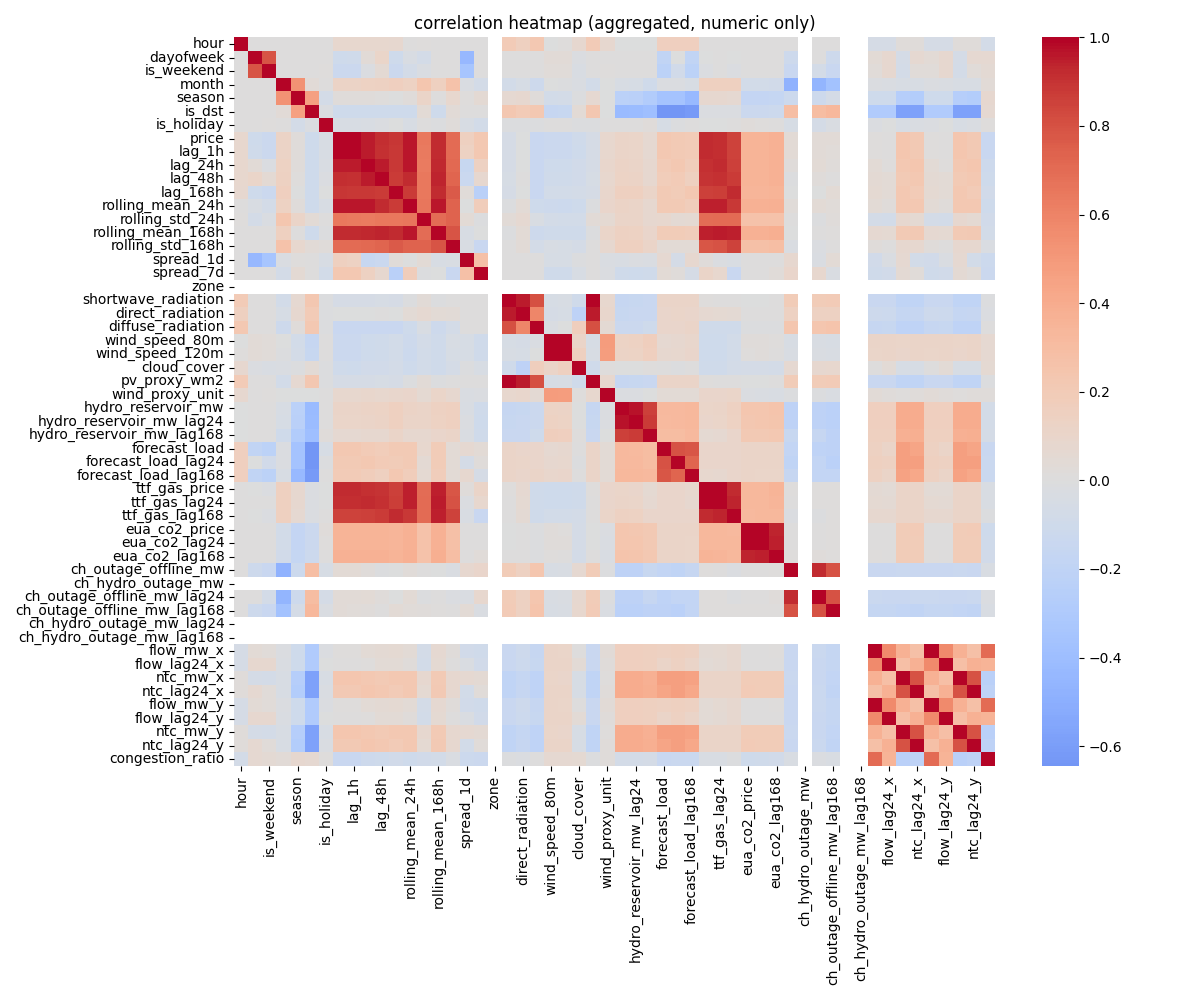 correlation heatmap (aggregated, numeric only)
hour
dayofweek
is_weekend
month
season
is_dst
is_holiday
price
lag_1h
lag_24h
lag_48h
lag_168h
rolling_mean_24h
rolling_std_24h
rolling_mean_168h
rolling_std_168h
spread_1d
spread_7d
zone
shortwave_radiation
direct_radiation
diffuse_radiation
wind_speed_80m
wind_speed_120m
cloud_cover
pv_proxy_wm2
wind_proxy_unit
hydro_reservoir_mw
hydro_reservoir_mw_lag24
hydro_reservoir_mw_lag168
forecast_load
forecast_load_lag24
forecast_load_lag168
ttf_gas_price
ttf_gas_lag24
ttf_gas_lag168
eua_co2_price
eua_co2_lag24
eua_co2_lag168
ch_outage_offline_mw
ch_hydro_outage_mw
ch_outage_offline_mw_lag24
ch_outage_offline_mw_lag168
ch_hydro_outage_mw_lag24
ch_hydro_outage_mw_lag168
flow_mw_x
flow_lag24_x
ntc_mw_x
ntc_lag24_x
flow_mw_y
flow_lag24_y
ntc_mw_y
ntc_lag24_y
congestion_ratio
hour
is_weekend
season
is_holiday
lag_1h
lag_48h
rolling_mean_24h
rolling_mean_168h
spread_1d
zone
direct_radiation
wind_speed_80m
cloud_cover
wind_proxy_unit
hydro_reservoir_mw_lag24
forecast_load
forecast_load_lag168
ttf_gas_lag24
eua_co2_price
eua_co2_lag168
ch_hydro_outage_mw
ch_outage_offline_mw_lag168
ch_hydro_outage_mw_lag168
flow_lag24_x
ntc_lag24_x
flow_lag24_y
ntc_lag24_y
1.0
0.8
0.6
0.4
0.2
0.0
−0.2
−0.4
−0.6